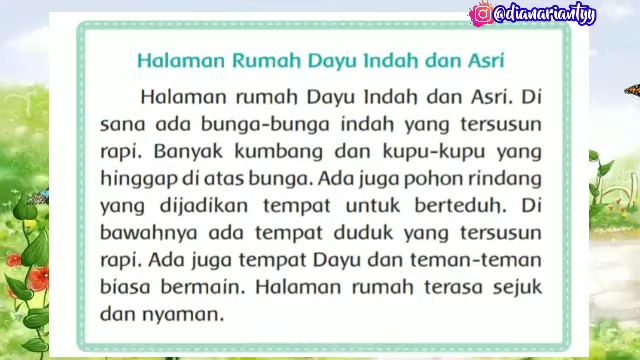 @dianariantyy
Halaman Rumah Dayu Indah dan Asri
Halaman rumah Dayu Indah dan Asri. Di
sana ada bunga-bunga indah yang tersusun
rapi. Banyak kumbang dan kupu-kupu yang
hinggap di atas bunga. Ada juga pohon rindang
yang dijadikan tempat untuk berteduh. Di
bawahnya ada tempat duduk yang tersusun
rapi. Ada juga tempat Dayu dan teman-teman
biasa bermain. Halaman rumah terasa sejuk
dan nyaman.